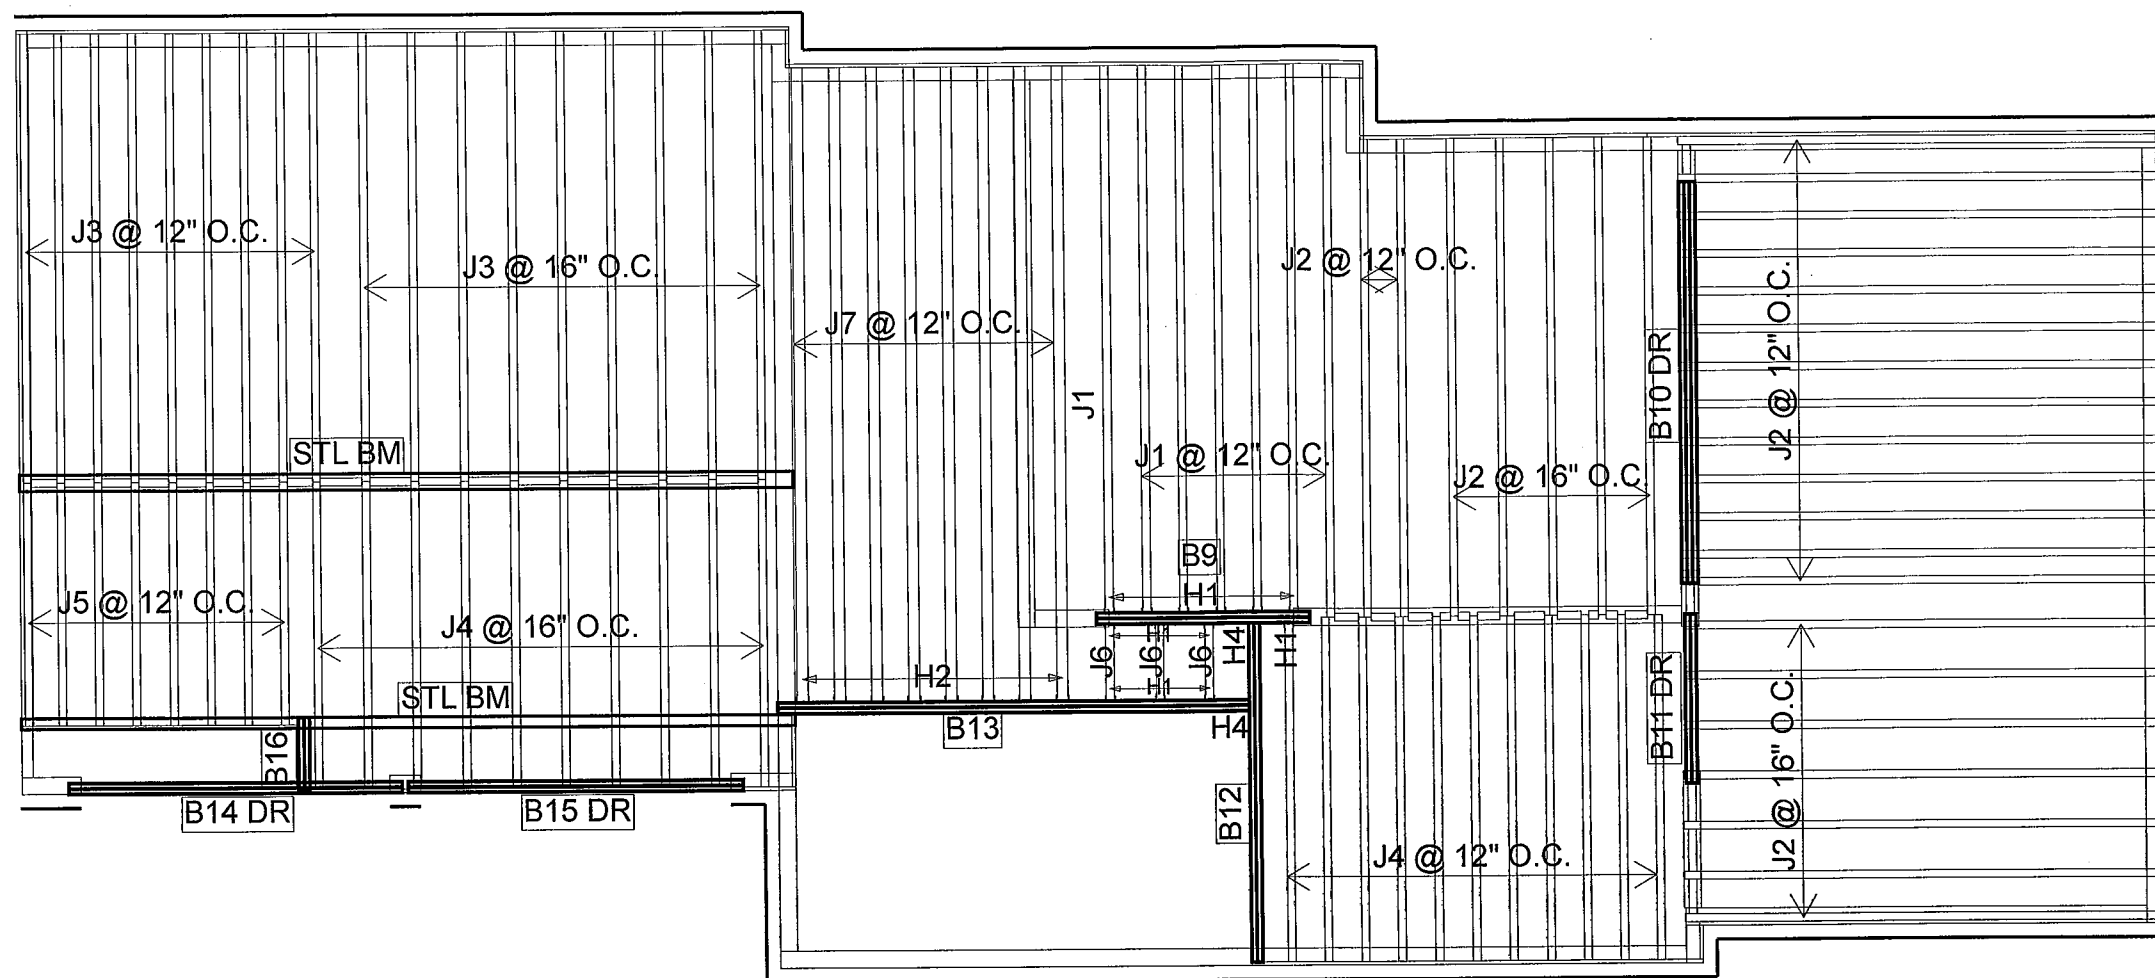 J3 @ 12" O.C.
J3 @ 16" O.C.
J2 @ 12" O.C.
J7 @ 12" O.C.
J2 @ 12" O.C.
B10 DR
J1
STL BM
J1 @ 12" O.C.
J2 @ 16" O.C.
B9
H1
J5 @ 12" O.C.
J4 @ 16" O.C.
H1
J6
J6
J6
H4
H1
H2
H1
STL BM
B13
H4
B11 DR
J2 @ 16" O.C.
B16
B14 DR
B15 DR
B12
J4 @ 12" O.C.